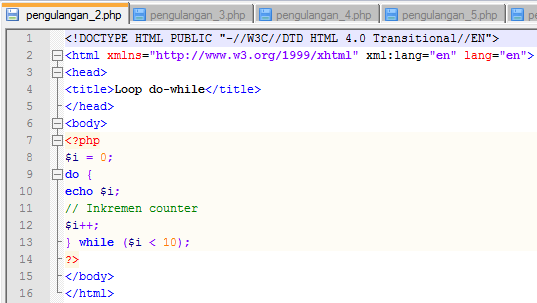 pengulangan_2.php pengulangan_3.php pengulangan_4.php pengulangan_5.php pe
1 <!DOCTYPE HTML PUBLIC "-//W3C//DTD HTML 4.0 Transitional//EN">
2 <html xmlns="http://www.w3.org/1999/xhtml" xml:lang="en" lang="en">
3 <head>
4 <title>Loop do-while</title>
5 </head>
6 <body>
7 <?php
8 $i = 0;
9 do {
10 echo $i;
11 // Inkremen counter
12 $i++;
13 } while ($i < 10);
14 ?>
15 </body>
16 </html>